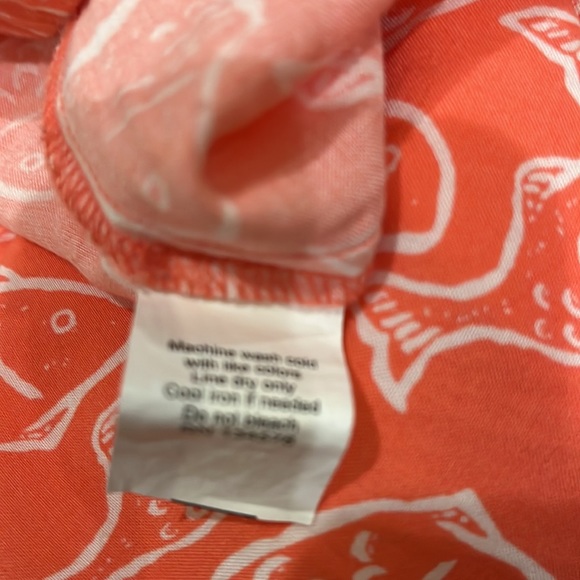 Machine wash cold
with like colors
Line dry only
Cool iron if needed
Do not bleach